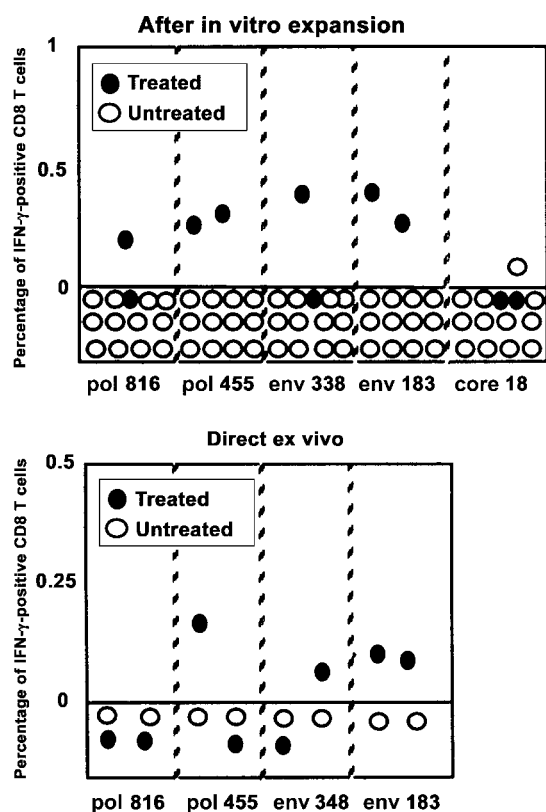 After in vitro expansion
Percentage of IFN-γ-positive CD8 T cells
1
0.5
0
Treated
Untreated
pol 816 pol 455 env 338 env 183 core 18
Direct ex vivo
Percentage of IFN-γ-positive CD8 T cells
0.5
0.25
0
Treated
Untreated
pol 816 pol 455 env 348 env 183